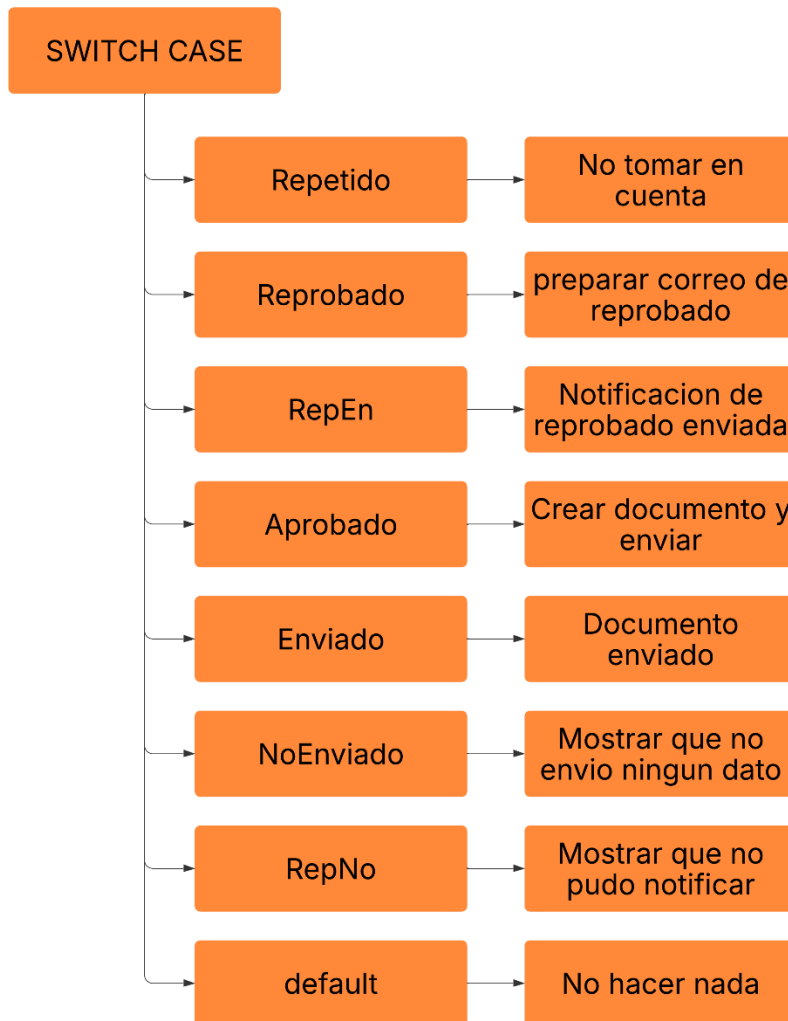 SWITCH CASE
Repetido
No tomar en
cuenta
Reprobado
preparar correo de
reprobado
RepEn
Notificacion de
reprobado enviada
Aprobado
Crear documento y
enviar
Enviado
Documento
enviado
NoEnviado
Mostrar que no
envio ningun dato
RepNo
Mostrar que no
pudo notificar
default
No hacer nada